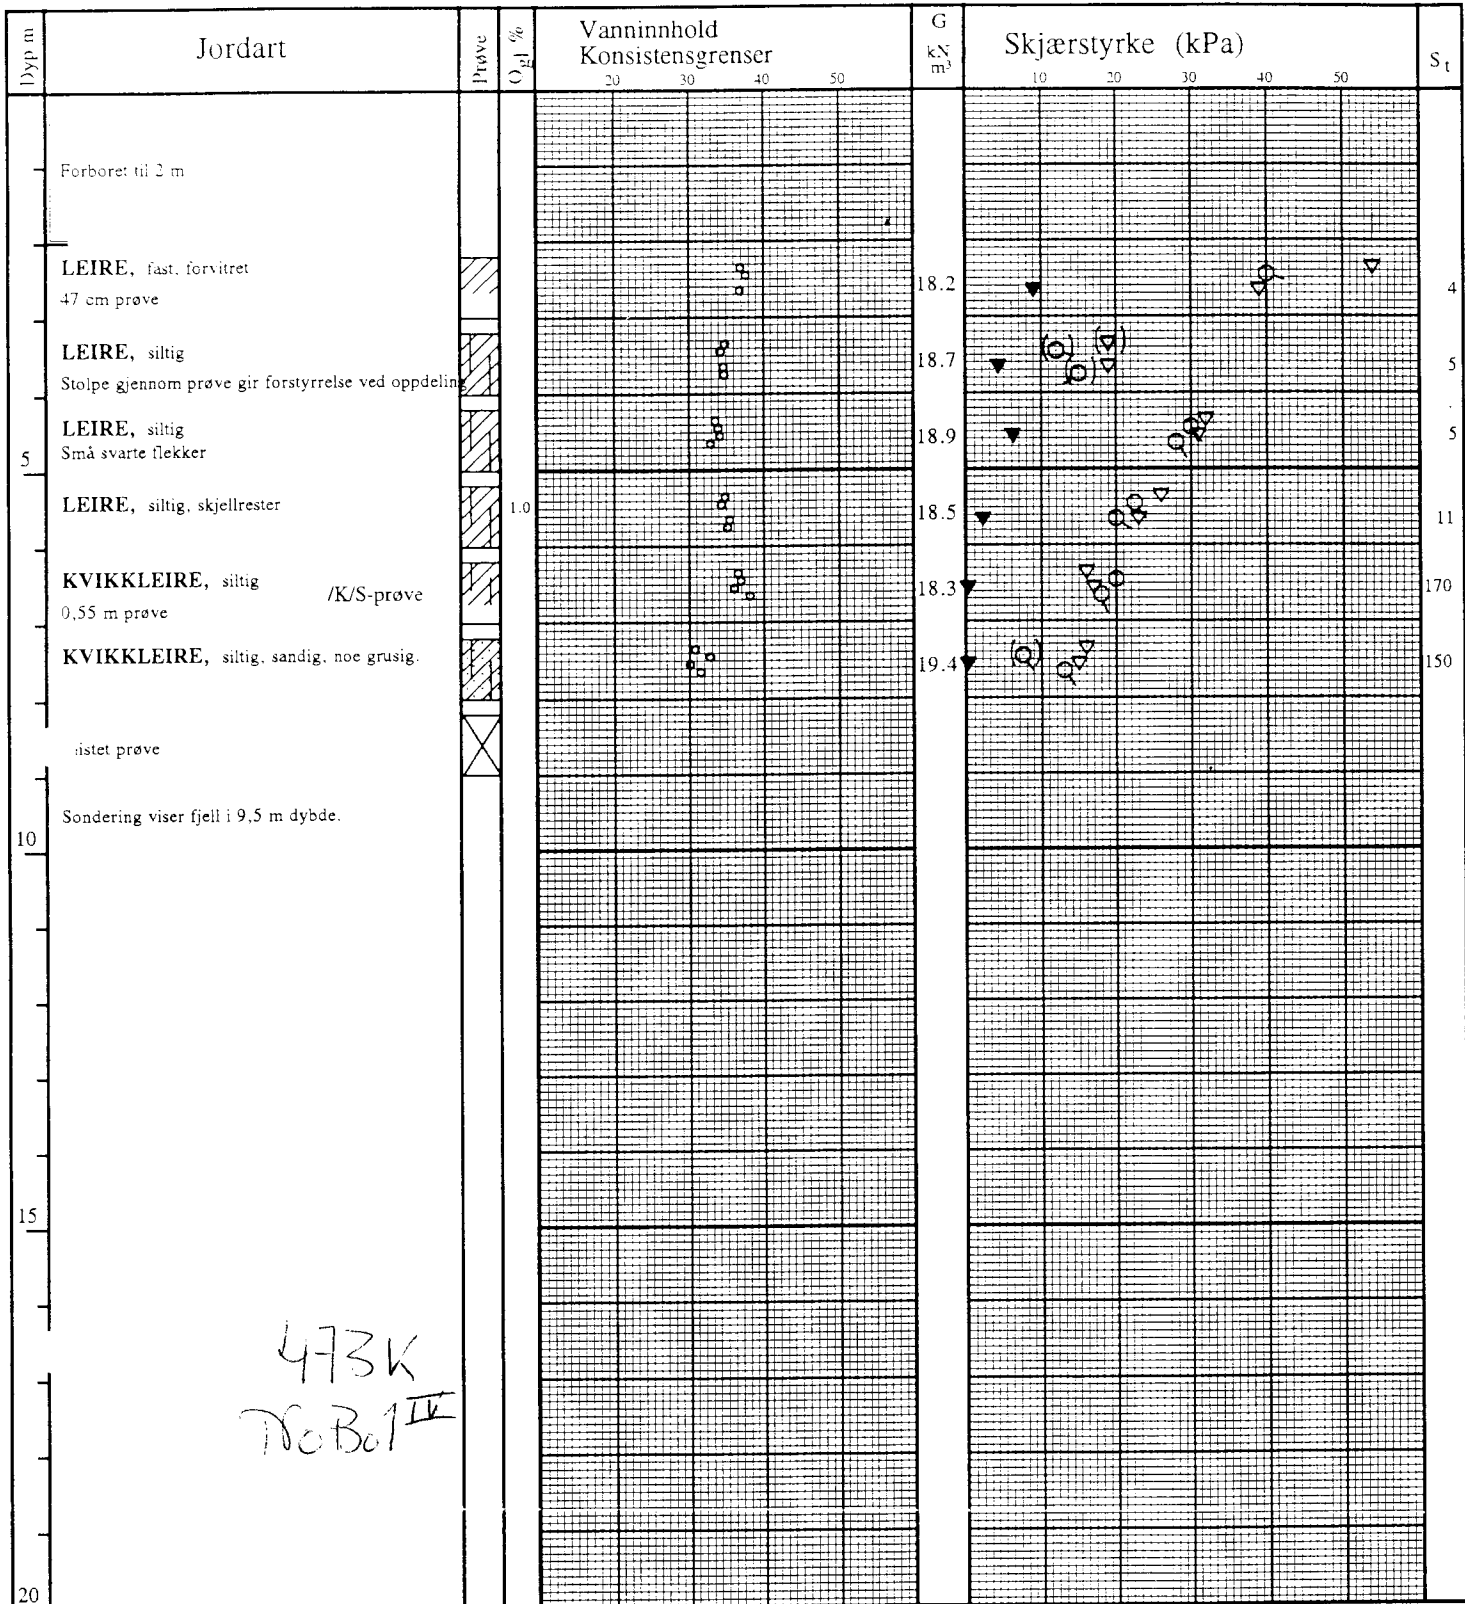 Dyp m
Jordart
Prøve
O gl %
Vanninnhold
Konsistensgrenser
20 30 40 50
G
kN
m³
Skjærstyrke (kPa)
10 20 30 40 50
St
Forboret til 2 m
LEIRE, fast, forvitret
47 cm prøve
18.2
4
LEIRE, siltig
Stolpe gjennom prøve gir forstyrrelse ved oppdeling
18.7
5
LEIRE, siltig
Små svarte flekker
18.9
5
5
LEIRE, siltig, skjellrester
1.0
18.5
11
KVIKKLEIRE, siltig
/K/S-prøve
0,55 m prøve
18.3
170
KVIKKLEIRE, siltig, sandig, noe grusig.
19.4
150
istet prøve
Sondering viser fjell i 9,5 m dybde.
10
15
473K
IV
20